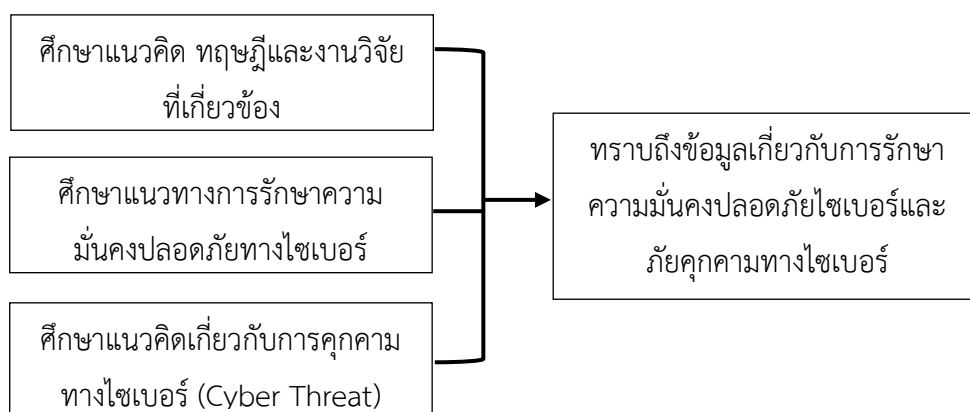 ศึกษาแนวคิด ทฤษฎีและงานวิจัย
ที่เกี่ยวข้อง
ศึกษาแนวทางการรักษาความ
มั่นคงปลอดภัยทางไซเบอร์
ศึกษาแนวคิดเกี่ยวกับการคุกคาม
ทางไซเบอร์ (Cyber Threat)
ทราบถึงข้อมูลเกี่ยวกับการรักษา
ความมั่นคงปลอดภัยไซเบอร์และ
ภัยคุกคามทางไซเบอร์